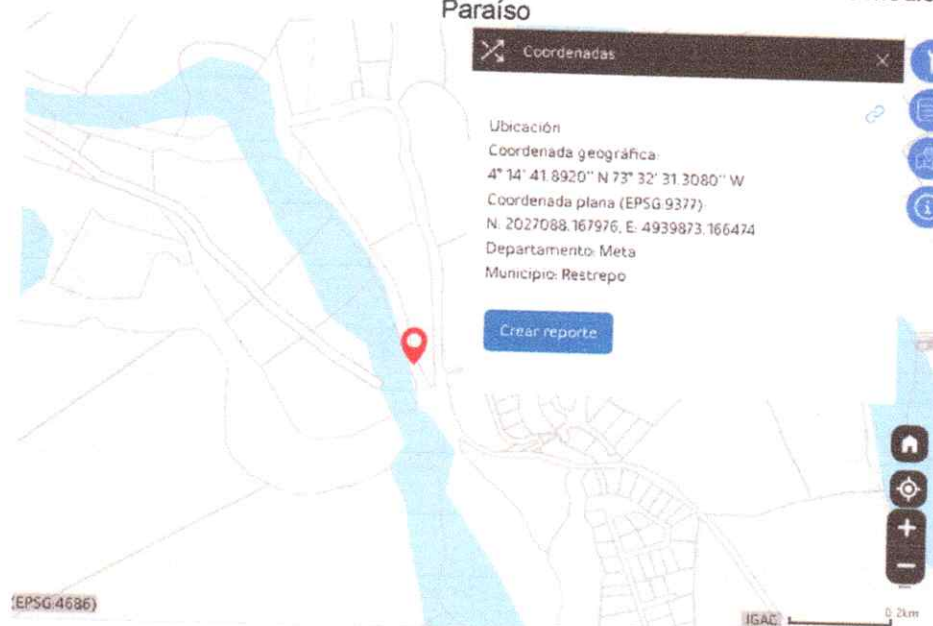 Paraíso
Coordenadas
Ubicación
Coordenada geográfica:
4° 14' 41.8920'' N 73° 32' 31.3080'' W
Coordenada plana (EPSG:9377):
N: 2027088.167976, E: 4939873.166474
Departamento: Meta
Municipio: Restrepo
Crear reporte
(EPSG:4686)
IGAC
0.2km